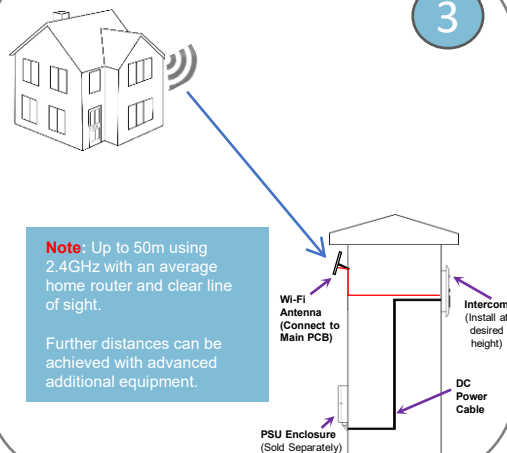 3
Note: Up to 50m using
2.4GHz with an average
home router and clear line
of sight.
Further distances can be
achieved with advanced
additional equipment.
Wi-Fi
Antenna
(Connect to
Main PCB)
Intercom
(Install at
desired
height)
DC
Power
Cable
PSU Enclosure
(Sold Separately)